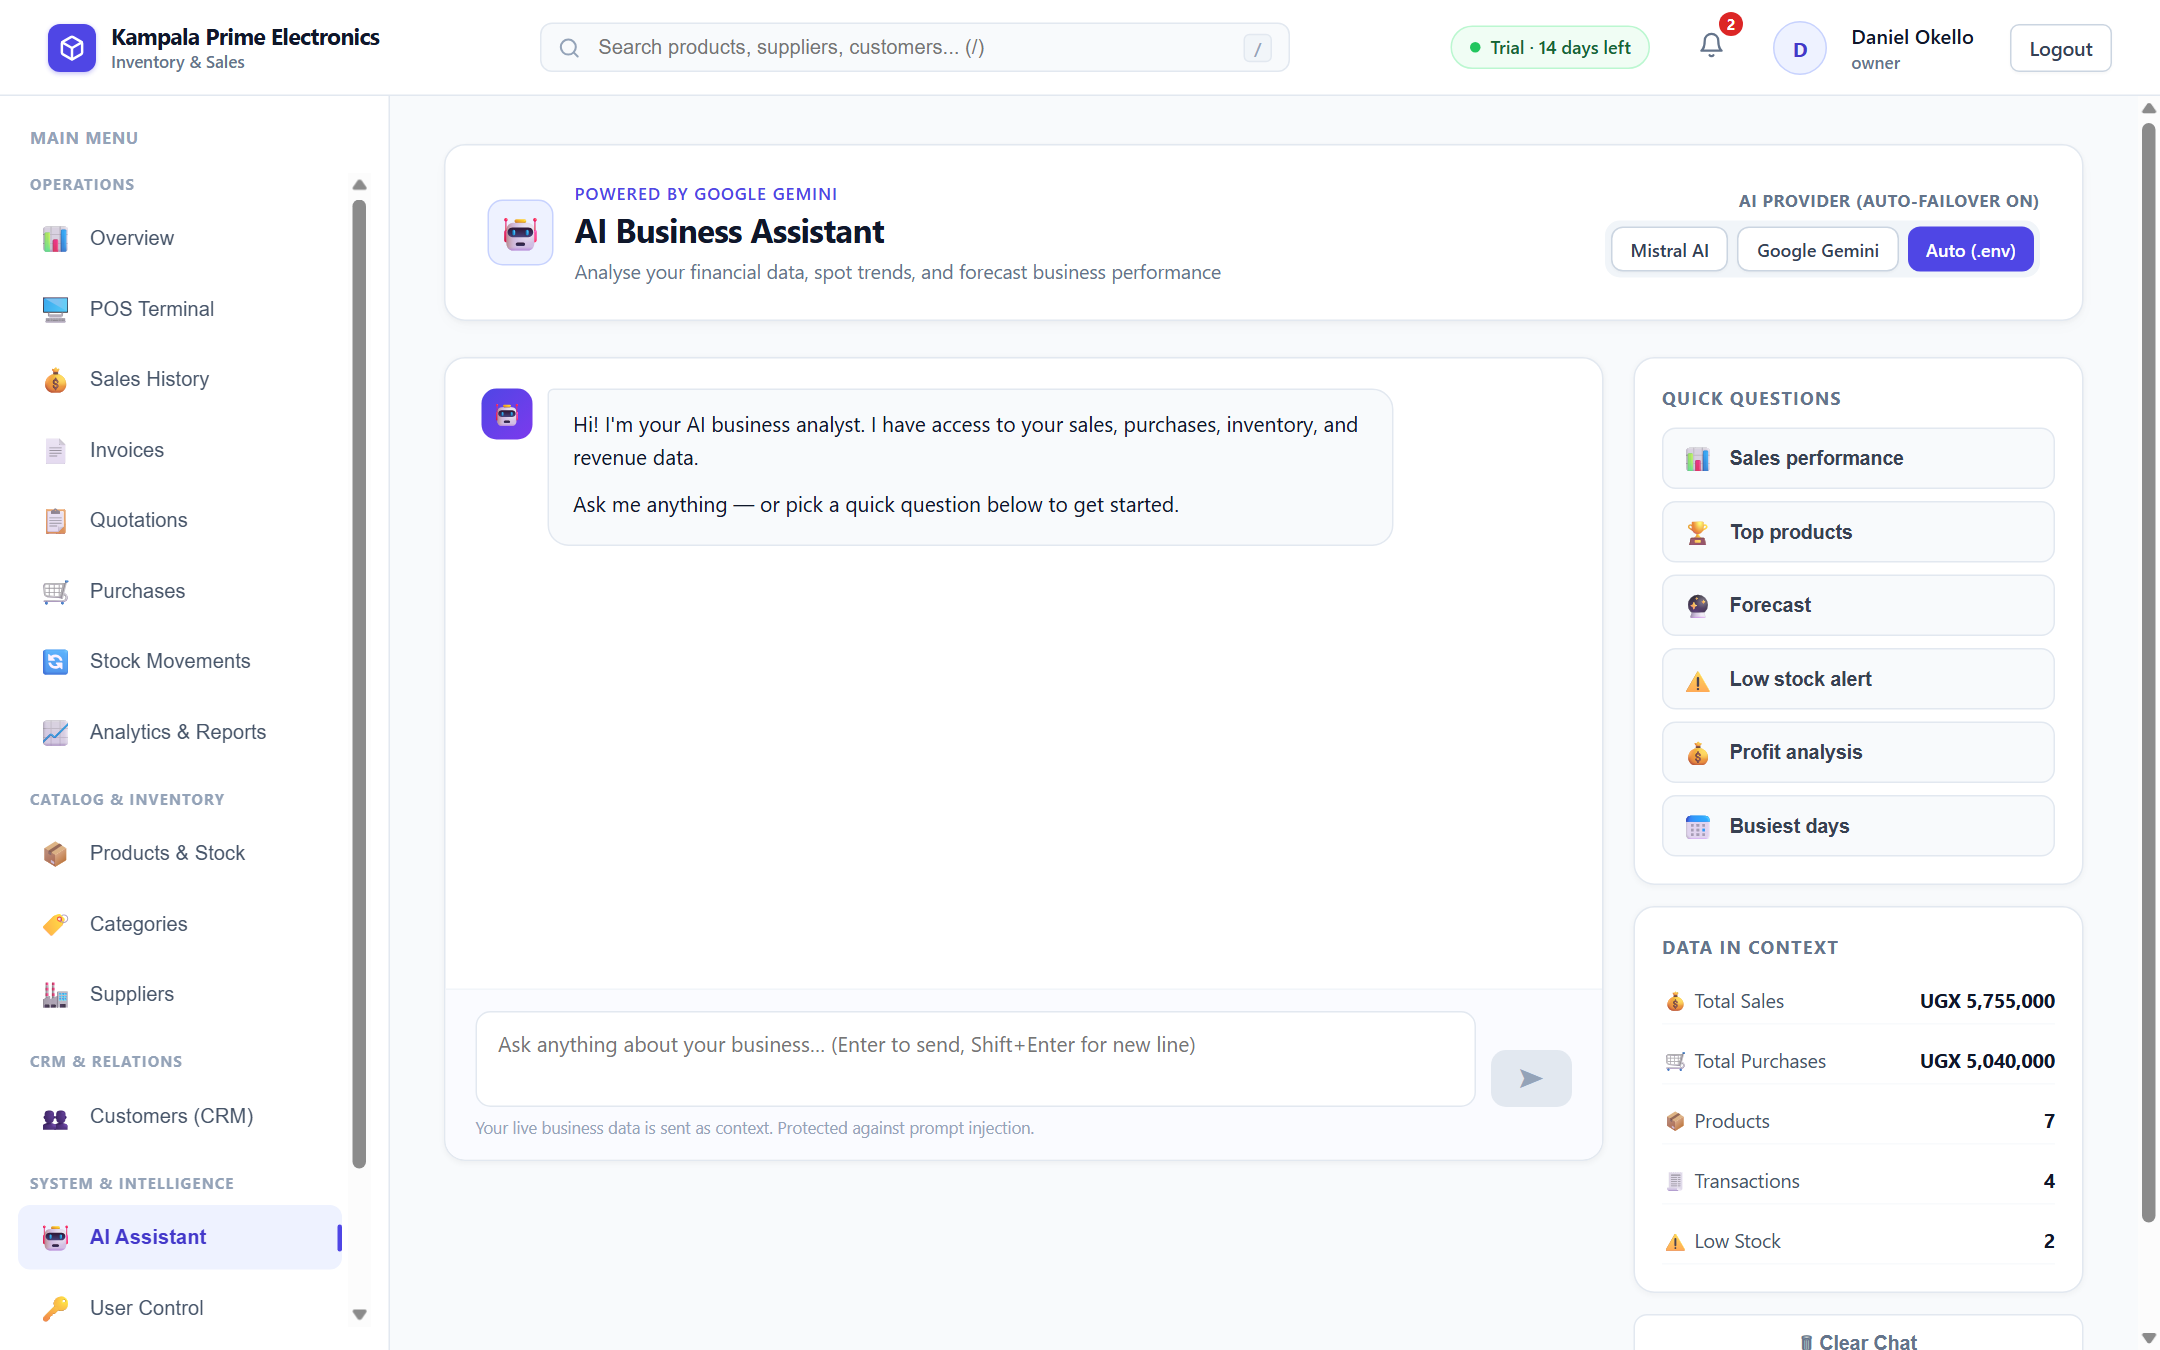 Kampala Prime Electronics
Inventory & Sales
Search products, suppliers, customers... (/)
/
Trial · 14 days left
2
D
Daniel Okello
owner
Logout
MAIN MENU
OPERATIONS
Overview
POS Terminal
Sales History
Invoices
Quotations
Purchases
Stock Movements
Analytics & Reports
CATALOG & INVENTORY
Products & Stock
Categories
Suppliers
CRM & RELATIONS
Customers (CRM)
SYSTEM & INTELLIGENCE
AI Assistant
User Control
POWERED BY GOOGLE GEMINI
AI Business Assistant
Analyse your financial data, spot trends, and forecast business performance
AI PROVIDER (AUTO-FAILOVER ON)
Mistral AI
Google Gemini
Auto (.env)
Hi! I'm your AI business analyst. I have access to your sales, purchases, inventory, and
revenue data.
Ask me anything — or pick a quick question below to get started.
Ask anything about your business... (Enter to send, Shift+Enter for new line)
Your live business data is sent as context. Protected against prompt injection.
QUICK QUESTIONS
Sales performance
Top products
Forecast
Low stock alert
Profit analysis
Busiest days
DATA IN CONTEXT
Total Sales UGX 5,755,000
Total Purchases UGX 5,040,000
Products 7
Transactions 4
Low Stock 2
Clear Chat